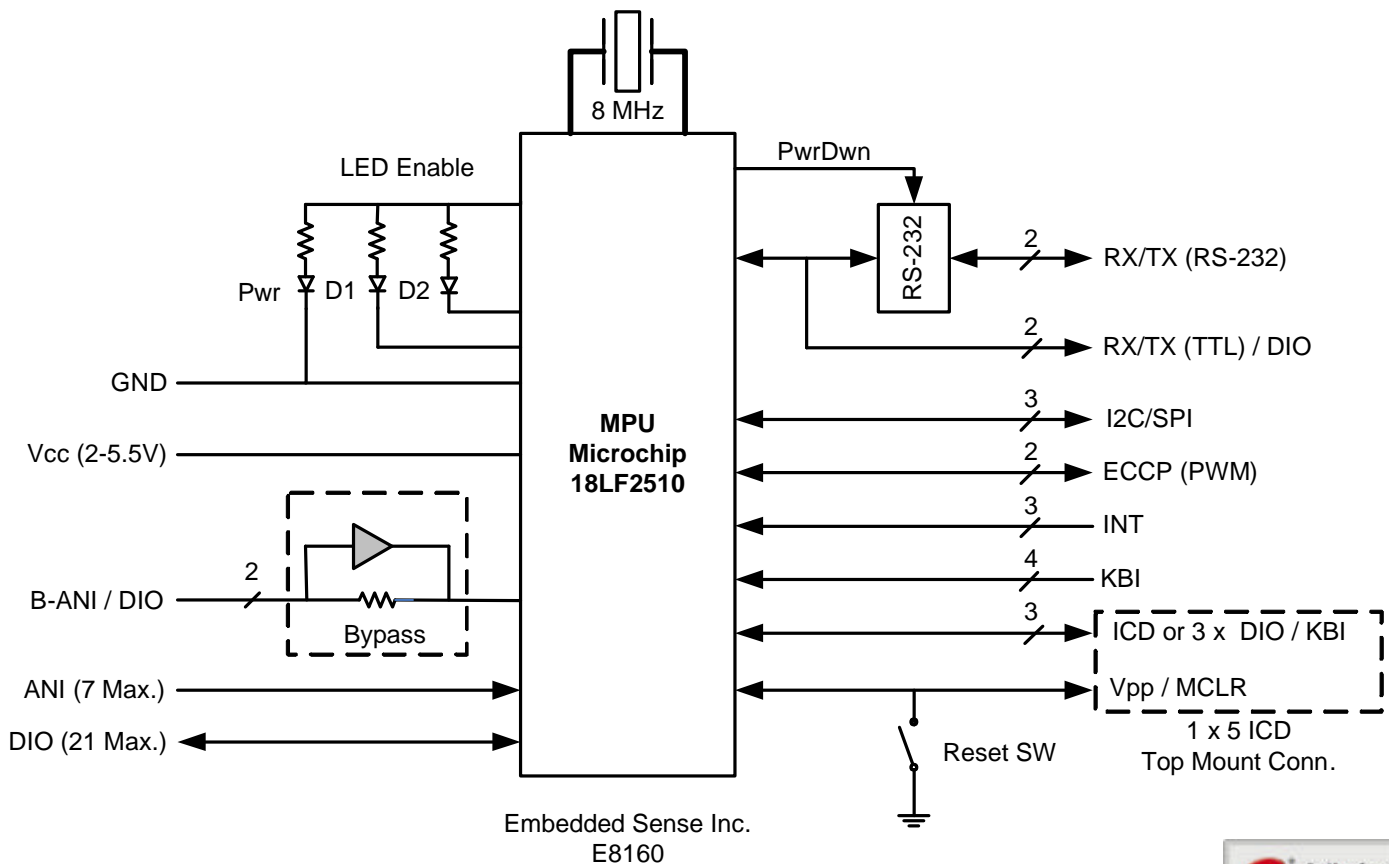 8 MHz
LED Enable
PwrDwn
RS-232
2
RX/TX (RS-232)
Pwr
D1
D2
2
RX/TX (TTL) / DIO
GND
MPU
Microchip
18LF2510
3
I2C/SPI
Vcc (2-5.5V)
2
ECCP (PWM)
3
INT
2
B-ANI / DIO
Bypass
4
KBI
3
ICD or 3 x DIO / KBI
ANI (7 Max.)
Vpp / MCLR
DIO (21 Max.)
Reset SW
1 x 5 ICD
Top Mount Conn.
Embedded Sense Inc.
E8160